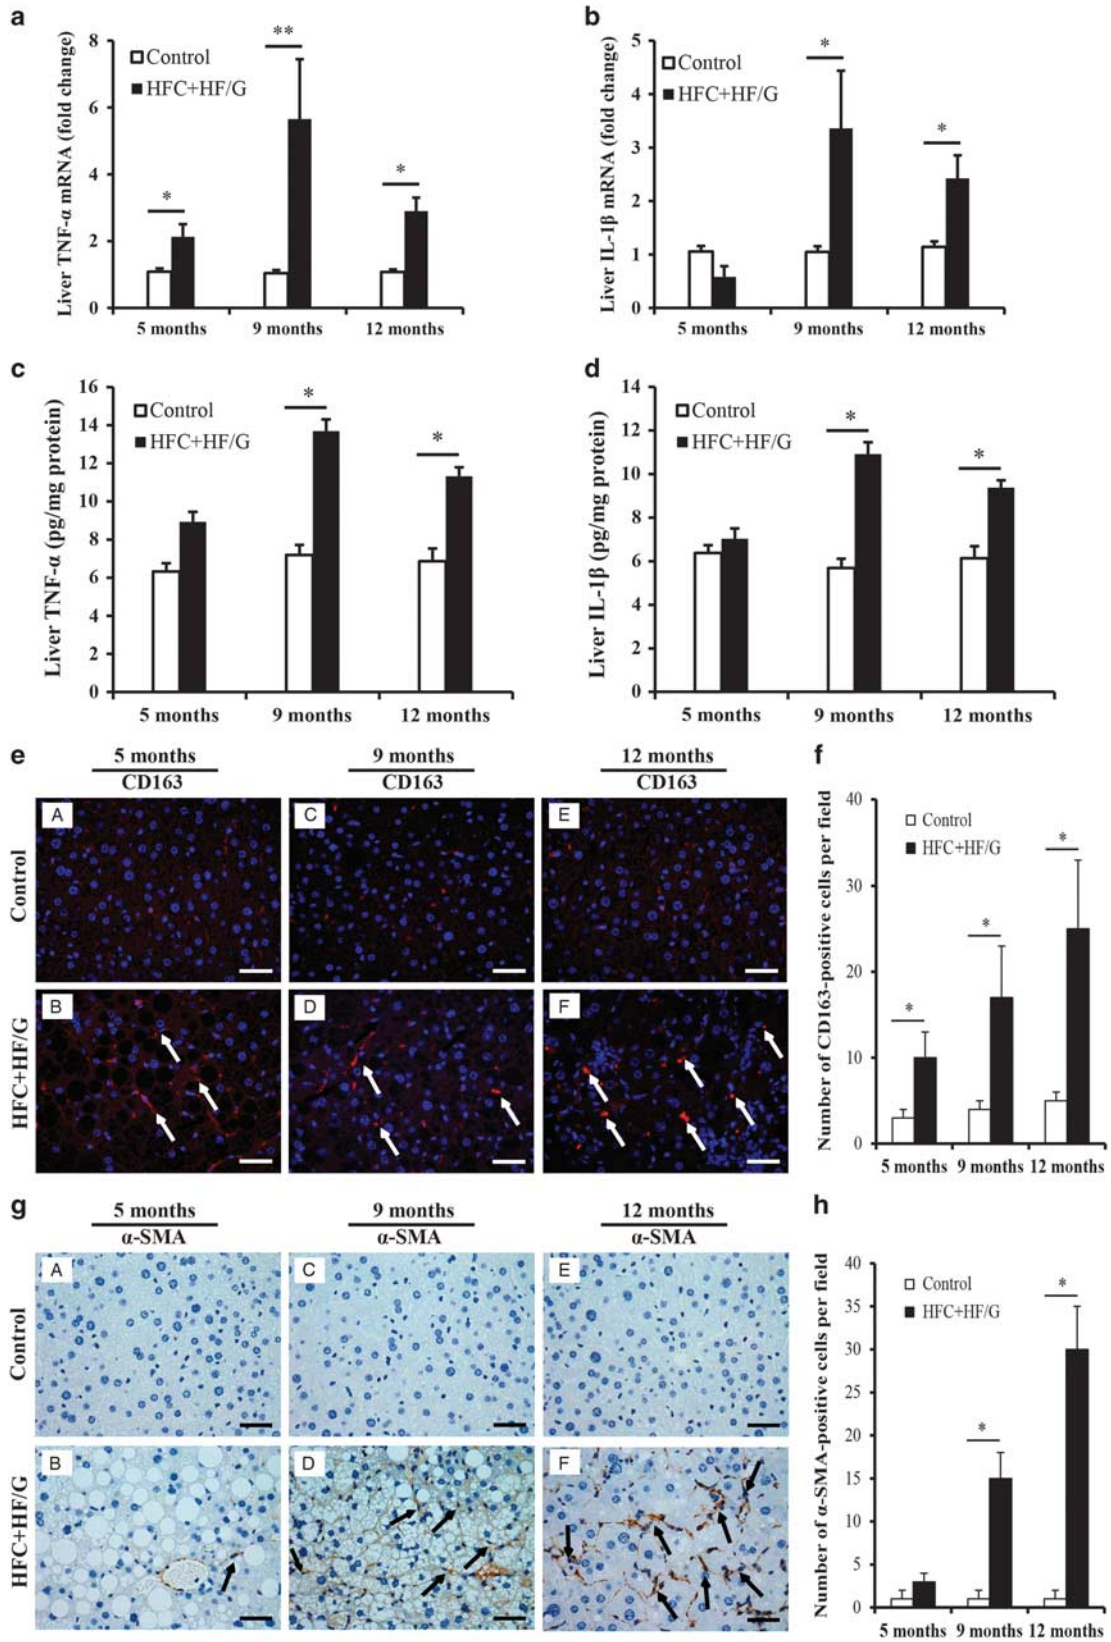 a
Liver TNF-α mRNA (fold change)
8
6
4
2
0
Control
HFC+HF/G
*
**
*
5 months 9 months 12 months
b
Liver IL-1β mRNA (fold change)
5
4
3
2
1
0
Control
HFC+HF/G
*
*
5 months 9 months 12 months
c
Liver TNF-α (pg/mg protein)
16
14
12
10
8
6
4
2
0
Control
HFC+HF/G
*
*
5 months 9 months 12 months
d
Liver IL-1β (pg/mg protein)
14
12
10
8
6
4
2
0
Control
HFC+HF/G
*
*
5 months 9 months 12 months
e
5 months 9 months 12 months
CD163 CD163 CD163
Control
A C E
HFC+HF/G
B D F
f
Number of CD163-positive cells per field
40
30
20
10
0
Control
HFC+HF/G
*
*
*
5 months 9 months 12 months
g
5 months 9 months 12 months
α-SMA α-SMA α-SMA
Control
A C E
HFC+HF/G
B D F
h
Number of α-SMA-positive cells per field
40
35
30
25
20
15
10
5
0
Control
HFC+HF/G
*
*
5 months 9 months 12 months